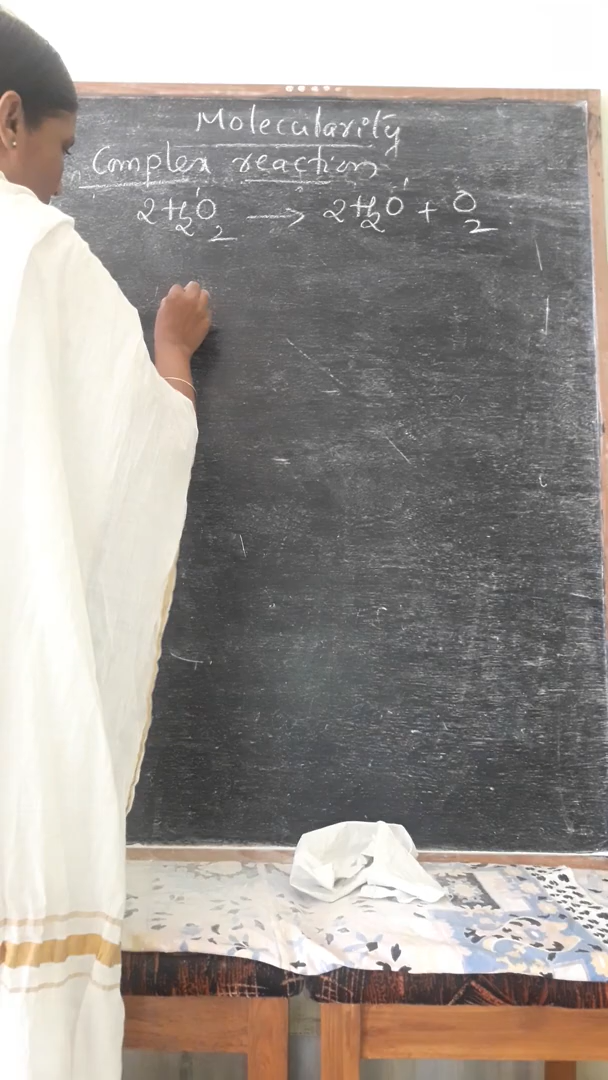 Molecularity
Complex reaction
2H₂O₂ → 2H₂O + O₂